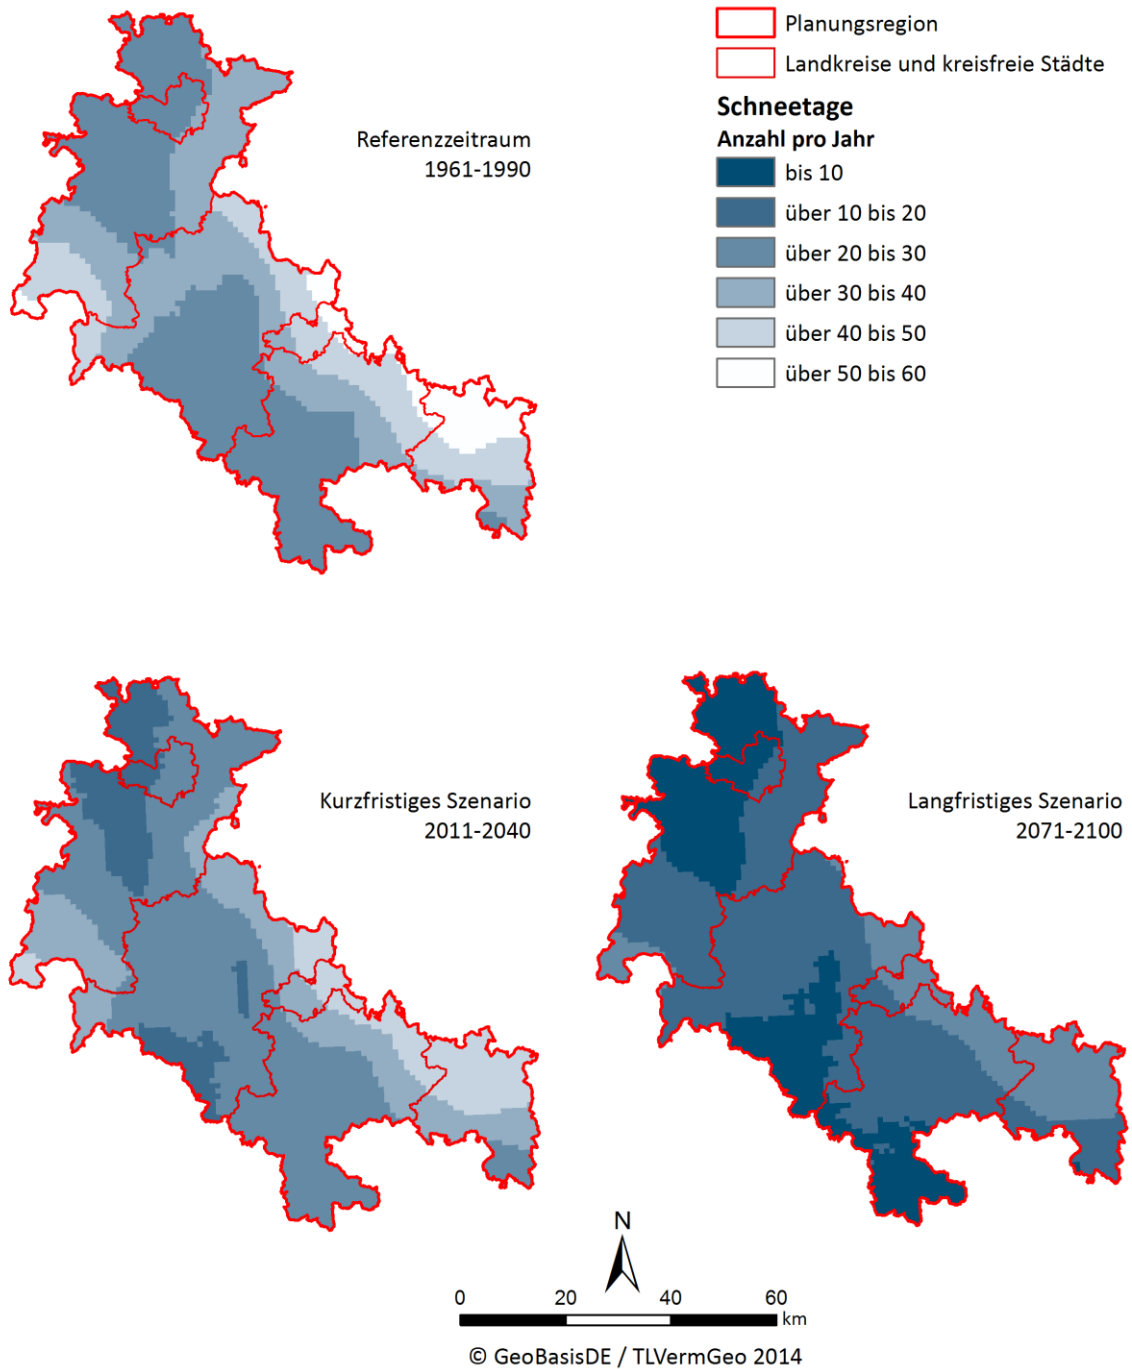 Planungsregion
Landkreise und kreisfreie Städte
Schneetage
Anzahl pro Jahr
bis 10
über 10 bis 20
über 20 bis 30
über 30 bis 40
über 40 bis 50
über 50 bis 60
Referenzzeitraum
1961-1990
Kurzfristiges Szenario
2011-2040
Langfristiges Szenario
2071-2100
N
0 20 40 60
km
© GeoBasisDE / TLVermGeo 2014